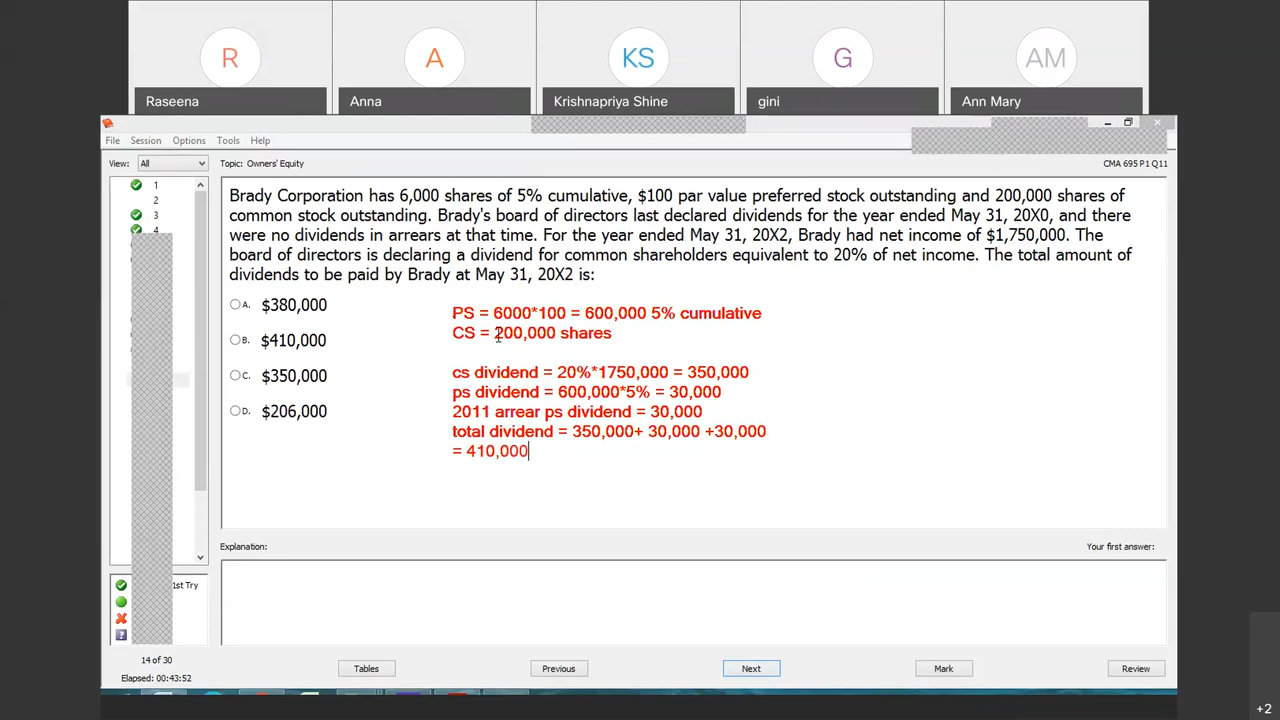 R
A
KS
G
AM
Raseena
Anna
Krishnapriya Shine
gini
Ann Mary
File Session Options Tools Help
View: All
Topic: Owners' Equity
CMA 695 P1 Q11
1
2
3
4
Brady Corporation has 6,000 shares of 5% cumulative, $100 par value preferred stock outstanding and 200,000 shares of
common stock outstanding. Brady's board of directors last declared dividends for the year ended May 31, 20X0, and there
were no dividends in arrears at that time. For the year ended May 31, 20X2, Brady had net income of $1,750,000. The
board of directors is declaring a dividend for common shareholders equivalent to 20% of net income. The total amount of
dividends to be paid by Brady at May 31, 20X2 is:
A. $380,000
B. $410,000
C. $350,000
D. $206,000
PS = 6000*100 = 600,000 5% cumulative
CS = 200,000 shares
cs dividend = 20%*1750,000 = 350,000
ps dividend = 600,000*5% = 30,000
2011 arrear ps dividend = 30,000
total dividend = 350,000+ 30,000 +30,000
= 410,000
Explanation:
Your first answer:
1st Try
14 of 30
Elapsed: 00:43:52
Tables
Previous
Next
Mark
Review
+2